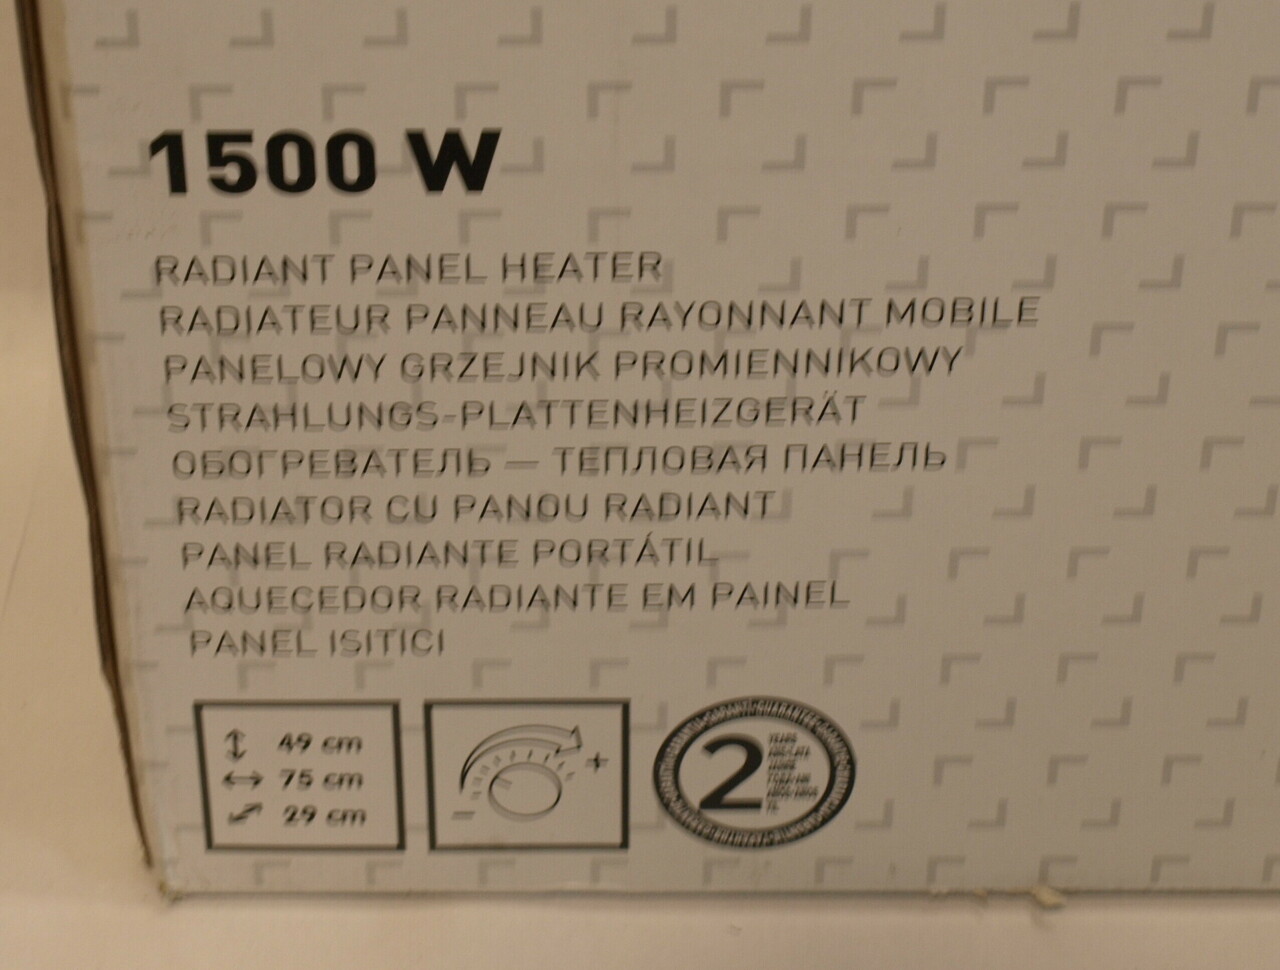 1500 W
RADIANT PANEL HEATER
RADIATEUR PANNEAU RAYONNANT MOBILE
PANELOWY GRZEJNIK PROMIENNIKOWY
STRAHLUNGS-PLATTENHEIZGERÄT
ОБОГРЕВАТЕЛЬ — ТЕПЛОВАЯ ПАНЕЛЬ
RADIATOR CU PANOU RADIANT
PANEL RADIANTE PORTÁTIL
AQUECEDOR RADIANTE EM PAINEL
PANEL ISITICI
49 cm
75 cm
29 cm
- +
2
YEARS